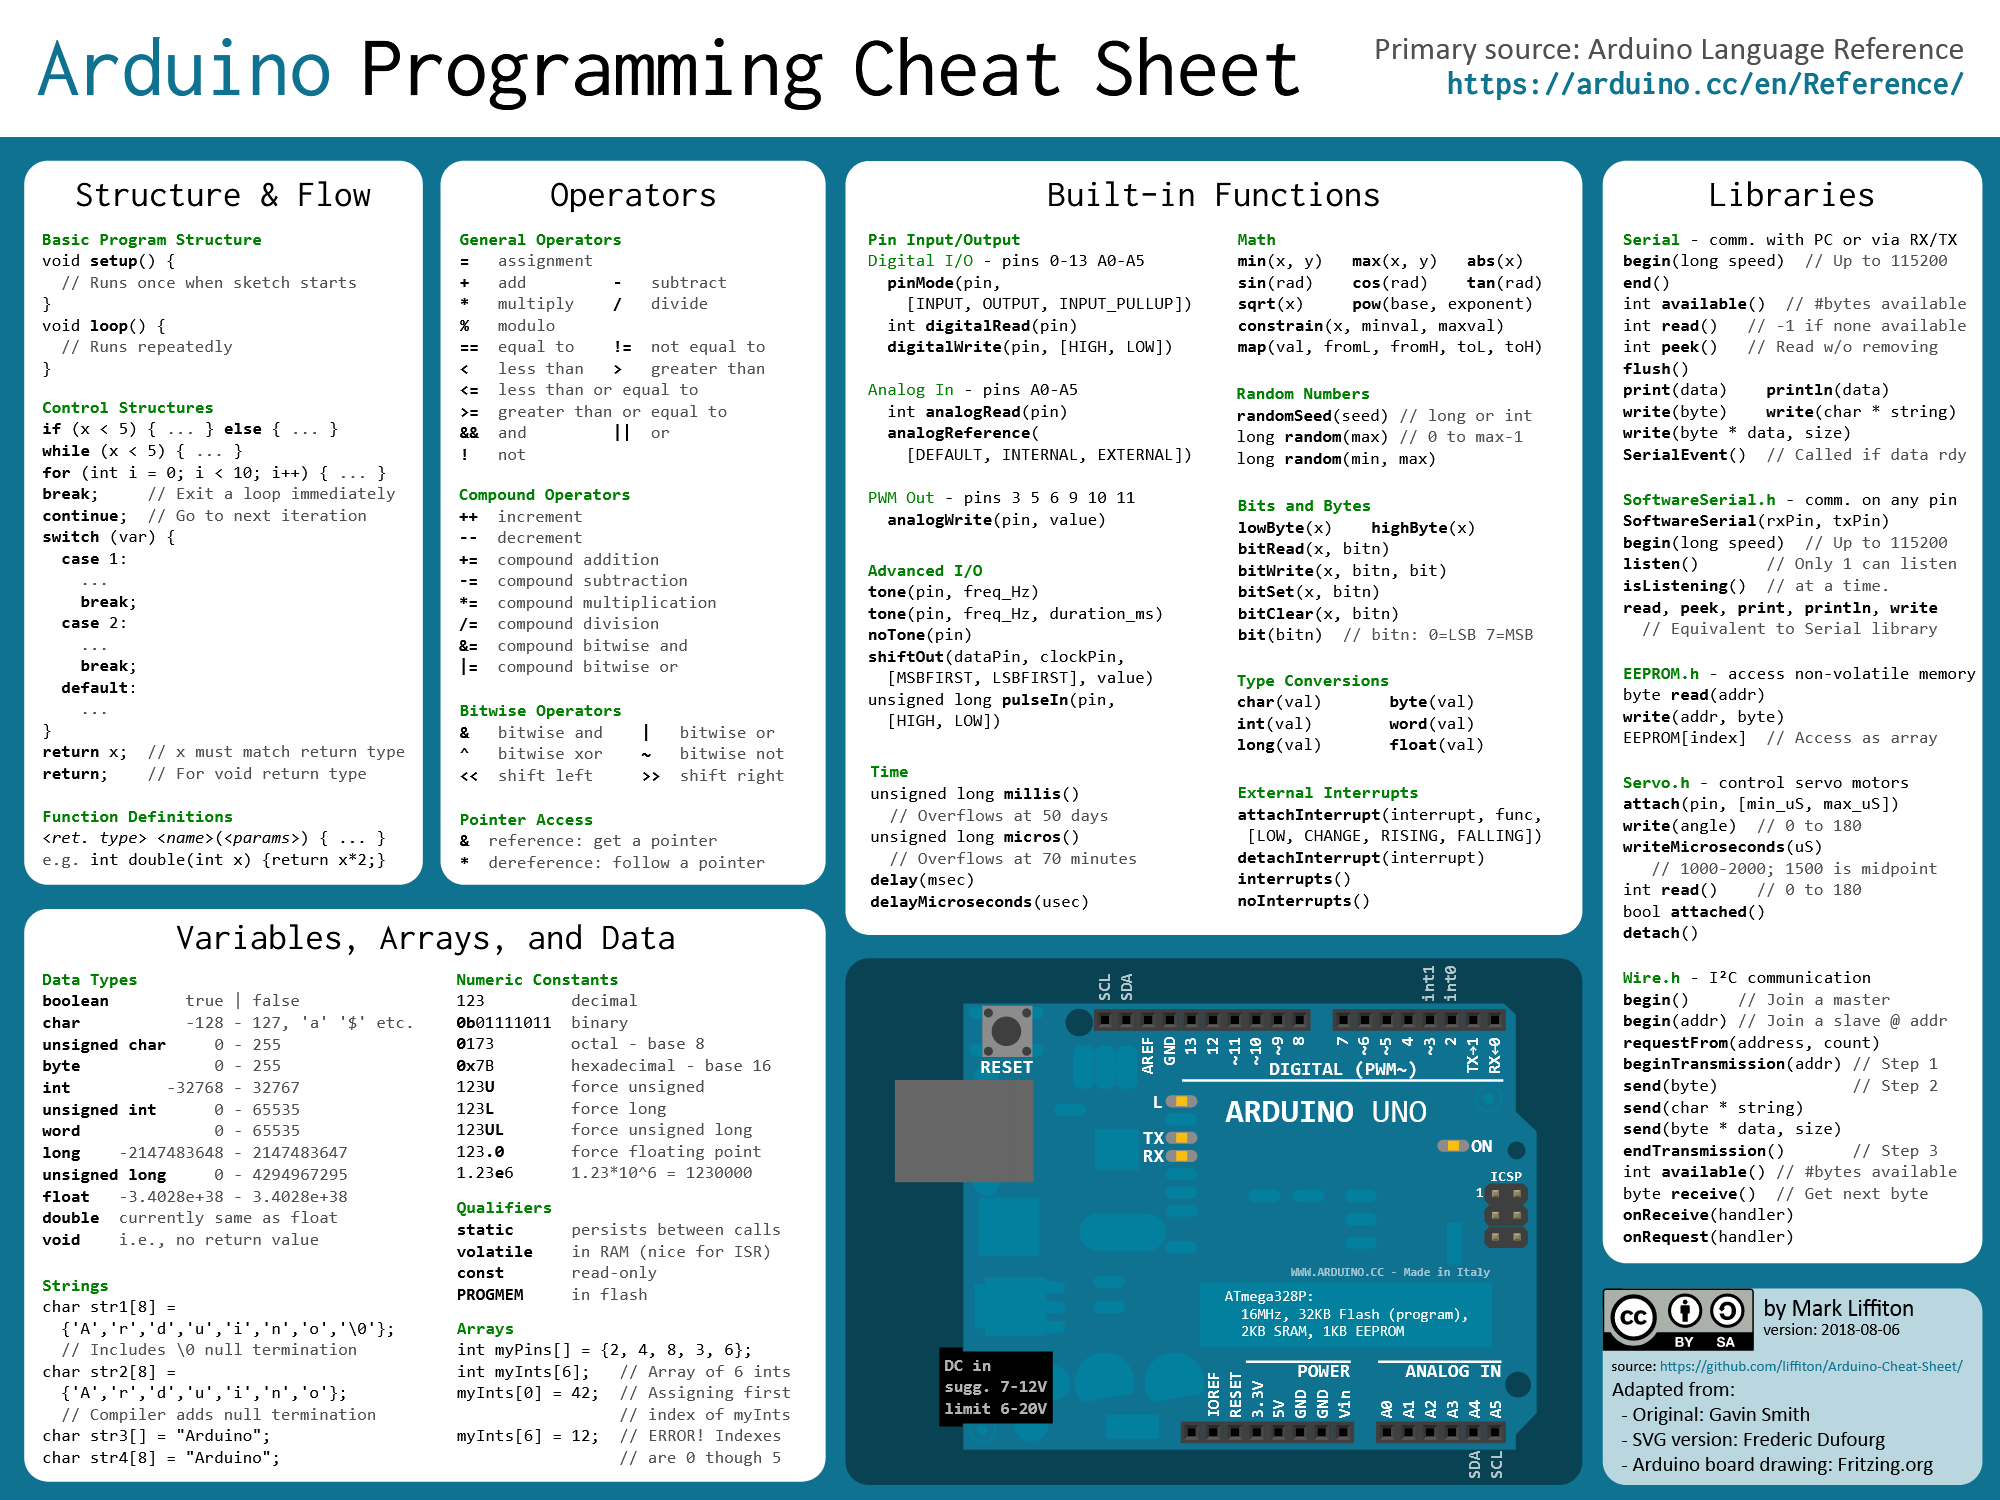 Arduino Programming Cheat Sheet
Primary source: Arduino Language Reference
https://arduino.cc/en/Reference/
Structure & Flow
Basic Program Structure
void setup() {
  // Runs once when sketch starts
}
void loop() {
  // Runs repeatedly
}
Control Structures
if (x < 5) { ... } else { ... }
while (x < 5) { ... }
for (int i = 0; i < 10; i++) { ... }
break;     // Exit a loop immediately
continue;  // Go to next iteration
switch (var) {
  case 1:
    ...
    break;
  case 2:
    ...
    break;
  default:
    ...
}
return x;  // x must match return type
return;    // For void return type
Function Definitions
<ret. type> <name>(<params>) { ... }
e.g. int double(int x) {return x*2;}
Operators
General Operators
=   assignment
+   add         -   subtract
*   multiply    /   divide
%   modulo
==  equal to    !=  not equal to
<   less than   >   greater than
<=  less than or equal to
>=  greater than or equal to
&&  and         ||  or
!   not
Compound Operators
++  increment
--  decrement
+=  compound addition
-=  compound subtraction
*=  compound multiplication
/=  compound division
&=  compound bitwise and
|=  compound bitwise or
Bitwise Operators
&   bitwise and    |   bitwise or
^   bitwise xor    ~   bitwise not
<<  shift left     >>  shift right
Pointer Access
&  reference: get a pointer
*  dereference: follow a pointer
Built-in Functions
Pin Input/Output
Digital I/O - pins 0-13 A0-A5
  pinMode(pin,
    [INPUT, OUTPUT, INPUT_PULLUP])
  int digitalRead(pin)
  digitalWrite(pin, [HIGH, LOW])
Analog In - pins A0-A5
  int analogRead(pin)
  analogReference(
    [DEFAULT, INTERNAL, EXTERNAL])
PWM Out - pins 3 5 6 9 10 11
  analogWrite(pin, value)
Advanced I/O
tone(pin, freq_Hz)
tone(pin, freq_Hz, duration_ms)
noTone(pin)
shiftOut(dataPin, clockPin,
  [MSBFIRST, LSBFIRST], value)
unsigned long pulseIn(pin,
  [HIGH, LOW])
Time
unsigned long millis()
  // Overflows at 50 days
unsigned long micros()
  // Overflows at 70 minutes
delay(msec)
delayMicroseconds(usec)
Math
min(x, y)   max(x, y)   abs(x)
sin(rad)    cos(rad)    tan(rad)
sqrt(x)     pow(base, exponent)
constrain(x, minval, maxval)
map(val, fromL, fromH, toL, toH)
Random Numbers
randomSeed(seed) // long or int
long random(max) // 0 to max-1
long random(min, max)
Bits and Bytes
lowByte(x)    highByte(x)
bitRead(x, bitn)
bitWrite(x, bitn, bit)
bitSet(x, bitn)
bitClear(x, bitn)
bit(bitn)  // bitn: 0=LSB 7=MSB
Type Conversions
char(val)       byte(val)
int(val)        word(val)
long(val)       float(val)
External Interrupts
attachInterrupt(interrupt, func,
 [LOW, CHANGE, RISING, FALLING])
detachInterrupt(interrupt)
interrupts()
noInterrupts()
Libraries
Serial - comm. with PC or via RX/TX
begin(long speed)  // Up to 115200
end()
int available()  // #bytes available
int read()   // -1 if none available
int peek()   // Read w/o removing
flush()
print(data)    println(data)
write(byte)    write(char * string)
write(byte * data, size)
SerialEvent()  // Called if data rdy
SoftwareSerial.h - comm. on any pin
SoftwareSerial(rxPin, txPin)
begin(long speed)  // Up to 115200
listen()       // Only 1 can listen
isListening()  // at a time.
read, peek, print, println, write
  // Equivalent to Serial library
EEPROM.h - access non-volatile memory
byte read(addr)
write(addr, byte)
EEPROM[index]  // Access as array
Servo.h - control servo motors
attach(pin, [min_uS, max_uS])
write(angle)  // 0 to 180
writeMicroseconds(uS)
   // 1000-2000; 1500 is midpoint
int read()    // 0 to 180
bool attached()
detach()
Wire.h - I²C communication
begin()     // Join a master
begin(addr) // Join a slave @ addr
requestFrom(address, count)
beginTransmission(addr) // Step 1
send(byte)              // Step 2
send(char * string)
send(byte * data, size)
endTransmission()       // Step 3
int available() // #bytes available
byte receive()  // Get next byte
onReceive(handler)
onRequest(handler)
Variables, Arrays, and Data
Data Types
boolean        true | false
char           -128 - 127, 'a' '$' etc.
unsigned char     0 - 255
byte              0 - 255
int          -32768 - 32767
unsigned int      0 - 65535
word              0 - 65535
long    -2147483648 - 2147483647
unsigned long     0 - 4294967295
float   -3.4028e+38 - 3.4028e+38
double  currently same as float
void    i.e., no return value
Strings
char str1[8] =
  {'A','r','d','u','i','n','o','\0'};
  // Includes \0 null termination
char str2[8] =
  {'A','r','d','u','i','n','o'};
  // Compiler adds null termination
char str3[] = "Arduino";
char str4[8] = "Arduino";
Numeric Constants
123         decimal
0b01111011  binary
0173        octal - base 8
0x7B        hexadecimal - base 16
123U        force unsigned
123L        force long
123UL       force unsigned long
123.0       force floating point
1.23e6      1.23*10^6 = 1230000
Qualifiers
static      persists between calls
volatile    in RAM (nice for ISR)
const       read-only
PROGMEM     in flash
Arrays
int myPins[] = {2, 4, 8, 3, 6};
int myInts[6];   // Array of 6 ints
myInts[0] = 42;  // Assigning first
                 // index of myInts
myInts[6] = 12;  // ERROR! Indexes
                 // are 0 though 5
SCL
SDA
int1
int0
RESET
AREF
GND
13
12
~11
~10
~9
8
7
~6
~5
4
~3
2
TX→1
RX←0
DIGITAL (PWM~)
L
TX
RX
ARDUINO UNO
ON
ICSP
1
WWW.ARDUINO.CC - Made in Italy
ATmega328P:
16MHz, 32KB Flash (program),
2KB SRAM, 1KB EEPROM
DC in
sugg. 7-12V
limit 6-20V
POWER
ANALOG IN
IOREF
RESET
3.3V
5V
GND
GND
Vin
A0
A1
A2
A3
A4
A5
SDA
SCL
cc BY SA
by Mark Liffiton
version: 2018-08-06
source: https://github.com/liffiton/Arduino-Cheat-Sheet/
Adapted from:
- Original: Gavin Smith
- SVG version: Frederic Dufourg
- Arduino board drawing: Fritzing.org